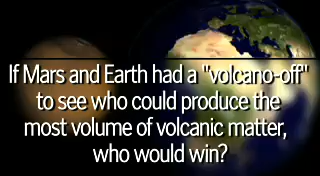 If Mars and Earth had a "volcano-off"
to see who could produce the
most volume of volcanic matter,
who would win?